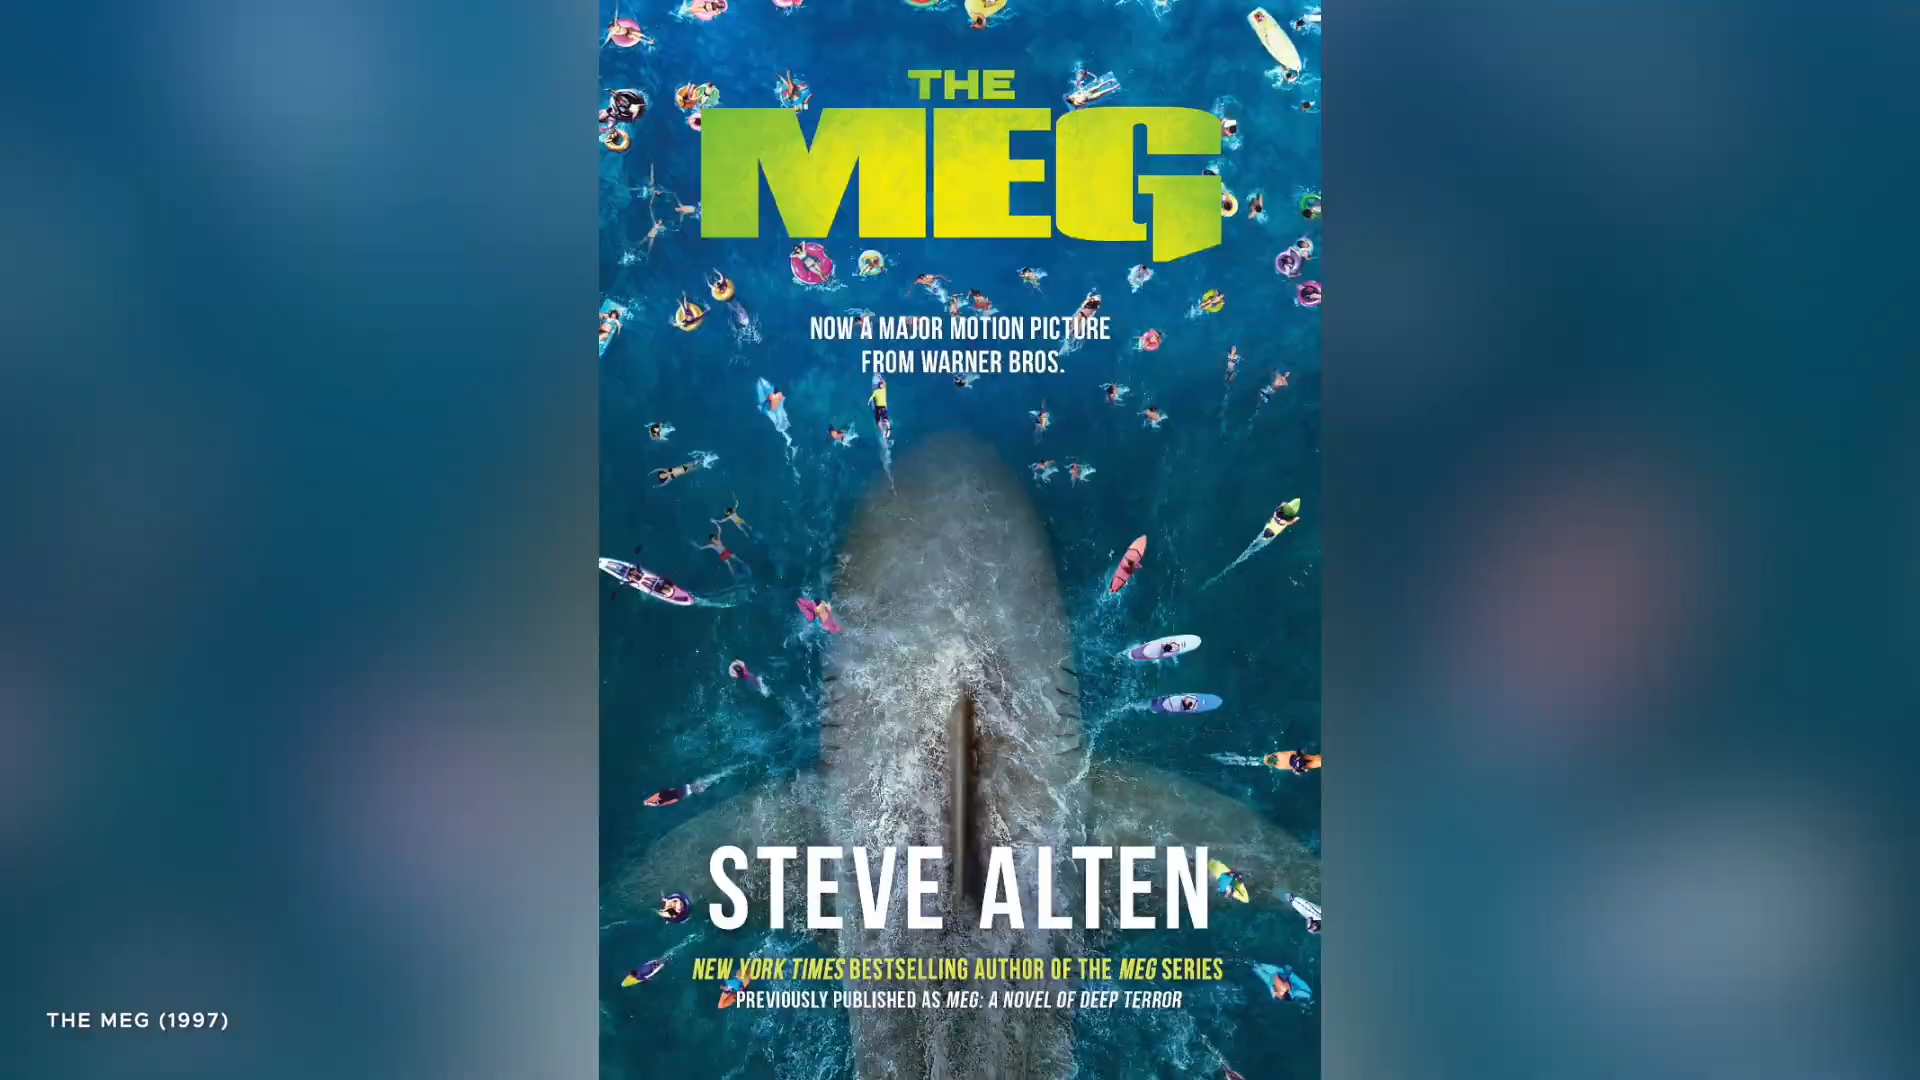 THE
MEG
NOW A MAJOR MOTION PICTURE
FROM WARNER BROS.
STEVE ALTEN
NEW YORK TIMES BESTSELLING AUTHOR OF THE MEG SERIES
PREVIOUSLY PUBLISHED AS MEG: A NOVEL OF DEEP TERROR
THE MEG (1997)